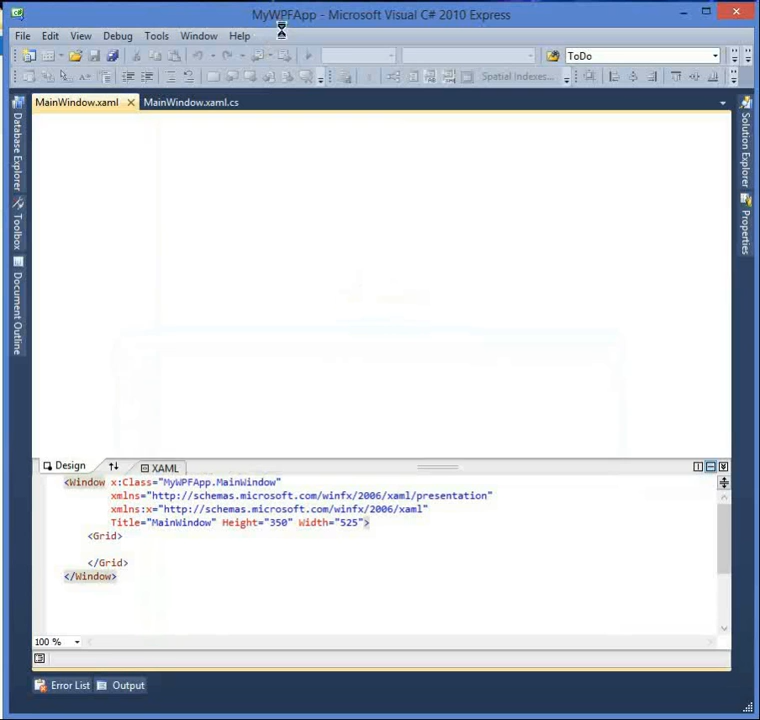 MyWPFApp - Microsoft Visual C# 2010 Express
File Edit View Debug Tools Window Help
ToDo
Spatial Indexes...
MainWindow.xaml MainWindow.xaml.cs
Database Explorer
Toolbox
Document Outline
Solution Explorer
Properties
Design XAML
<Window x:Class="MyWPFApp.MainWindow"
xmlns="http://schemas.microsoft.com/winfx/2006/xaml/presentation"
xmlns:x="http://schemas.microsoft.com/winfx/2006/xaml"
Title="MainWindow" Height="350" Width="525">
<Grid>
</Grid>
</Window>
100 %
Error List Output